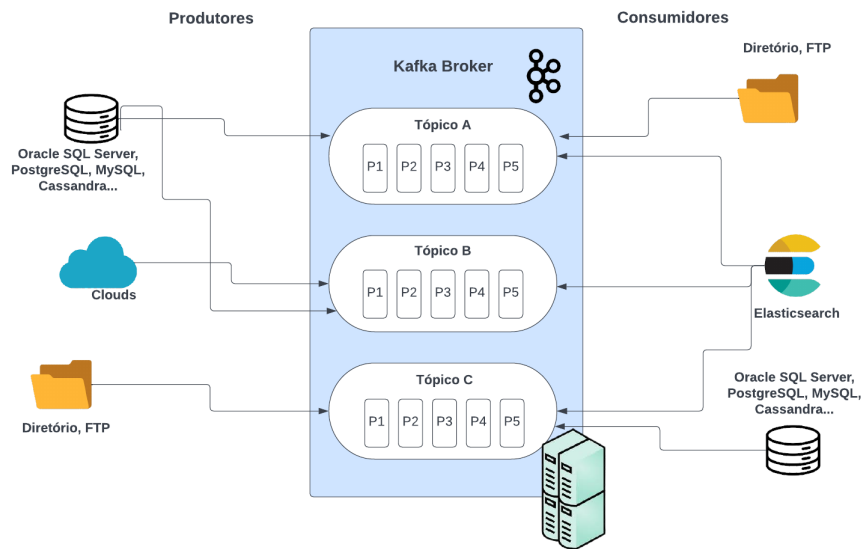 Produtores
Consumidores
Kafka Broker
Diretório, FTP
Tópico A
P1 P2 P3 P4 P5
Oracle SQL Server,
PostgreSQL, MySQL,
Cassandra...
Tópico B
P1 P2 P3 P4 P5
Clouds
Elasticsearch
Tópico C
P1 P2 P3 P4 P5
Diretório, FTP
Oracle SQL Server,
PostgreSQL, MySQL,
Cassandra...